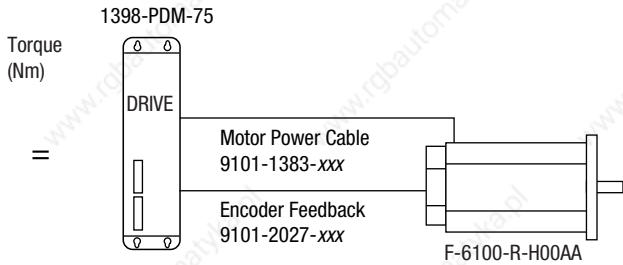 1398-PDM-75
Torque
(Nm)
DRIVE
=
Motor Power Cable
9101-1383-xxx
Encoder Feedback
9101-2027-xxx
F-6100-R-H00AA